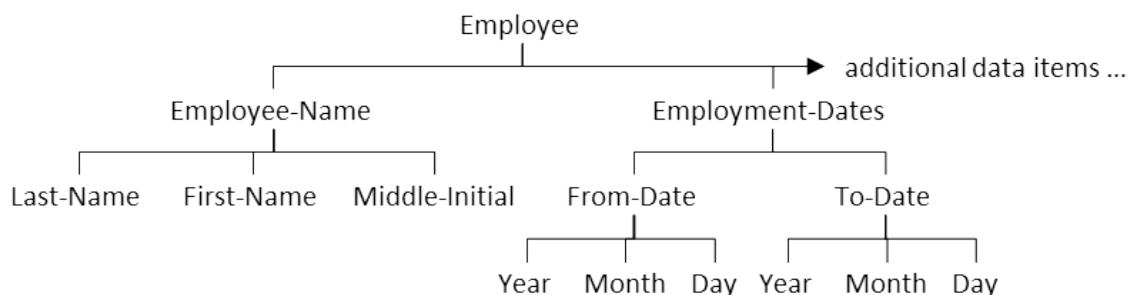 Employee
additional data items ...
Employee-Name Employment-Dates
Last-Name First-Name Middle-Initial From-Date To-Date
Year Month Day Year Month Day